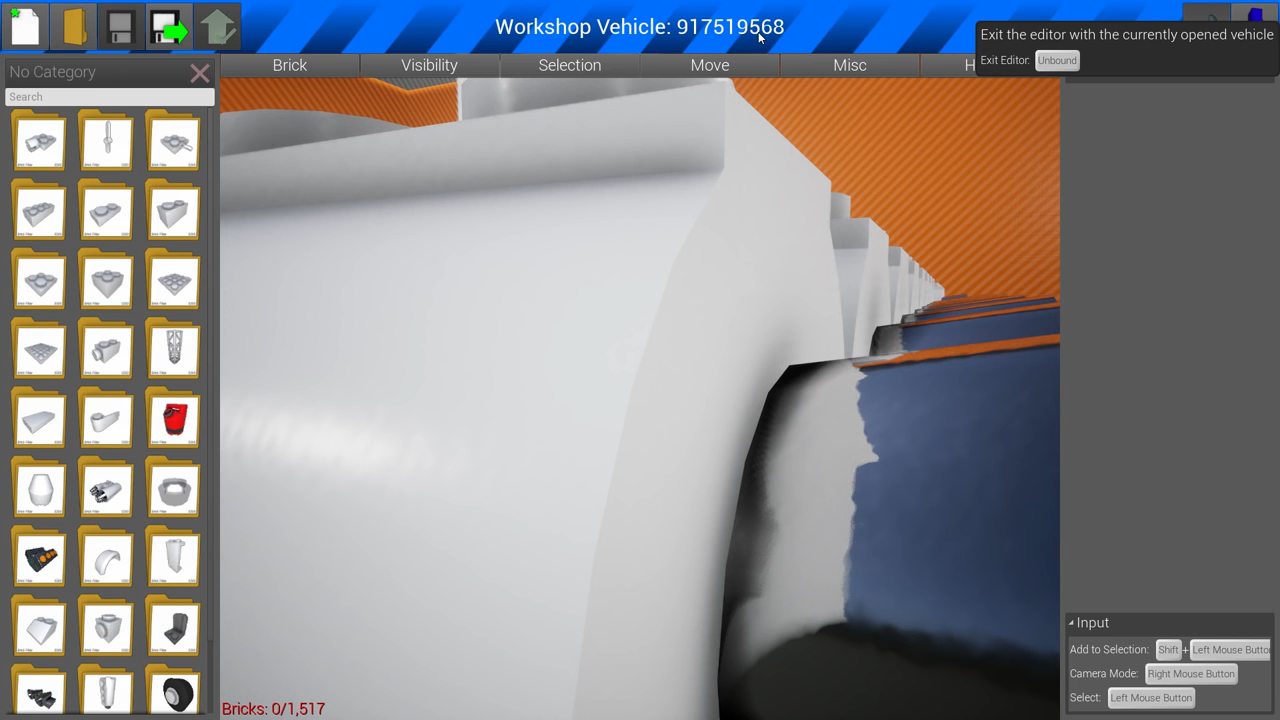 Workshop Vehicle: 917519568
Exit the editor with the currently opened vehicle
Exit Editor: Unbound
Brick
Visibility
Selection
Move
Misc
H
No Category
Search
Input
Add to Selection: Shift + Left Mouse Butto
Camera Mode: Right Mouse Button
Select: Left Mouse Button
Bricks: 0/1,517